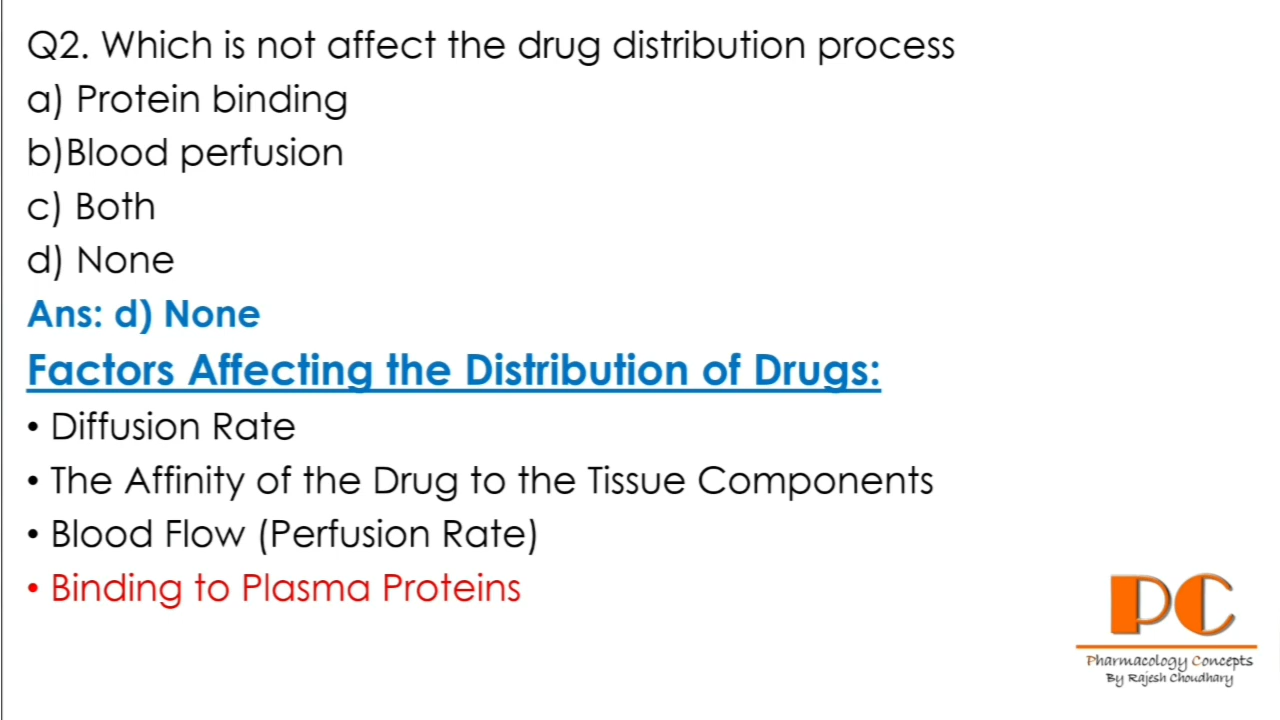 Q2. Which is not affect the drug distribution process
a) Protein binding
b)Blood perfusion
c) Both
d) None
Ans: d) None
Factors Affecting the Distribution of Drugs:
• Diffusion Rate
• The Affinity of the Drug to the Tissue Components
• Blood Flow (Perfusion Rate)
• Binding to Plasma Proteins
PC
Pharmacology Concepts
By Rajesh Choudhary